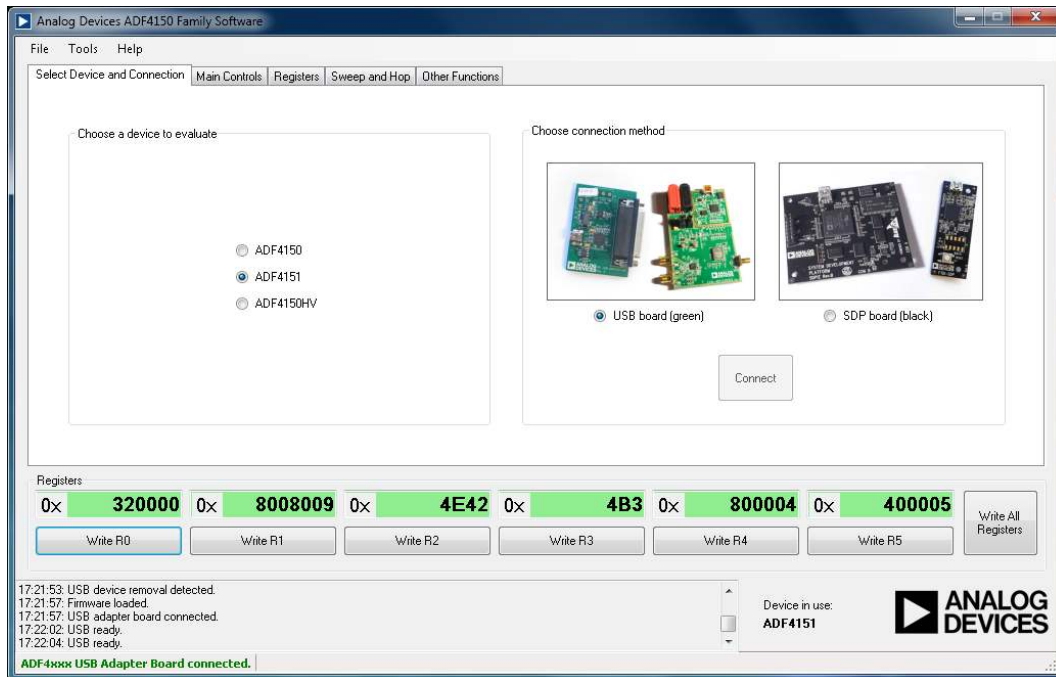 Analog Devices ADF4150 Family Software
File Tools Help
Select Device and Connection Main Controls Registers Sweep and Hop Other Functions
Choose a device to evaluate
ADF4150
ADF4151
ADF4150HV
Choose connection method
ANALOG DEVICES
SYSTEM DEVELOPMENT
PLATFORM
USB board (green) SDP board (black)
Connect
Registers
0x 320000 0x 8008009 0x 4E42 0x 4B3 0x 800004 0x 400005
Write R0 Write R1 Write R2 Write R3 Write R4 Write R5
Write All
Registers
17:21:53: USB device removal detected.
17:21:57: Firmware loaded.
17:21:57: USB adapter board connected.
17:22:02: USB ready.
17:22:04: USB ready.
Device in use:
ADF4151
ANALOG
DEVICES
ADF4xxx USB Adapter Board connected.